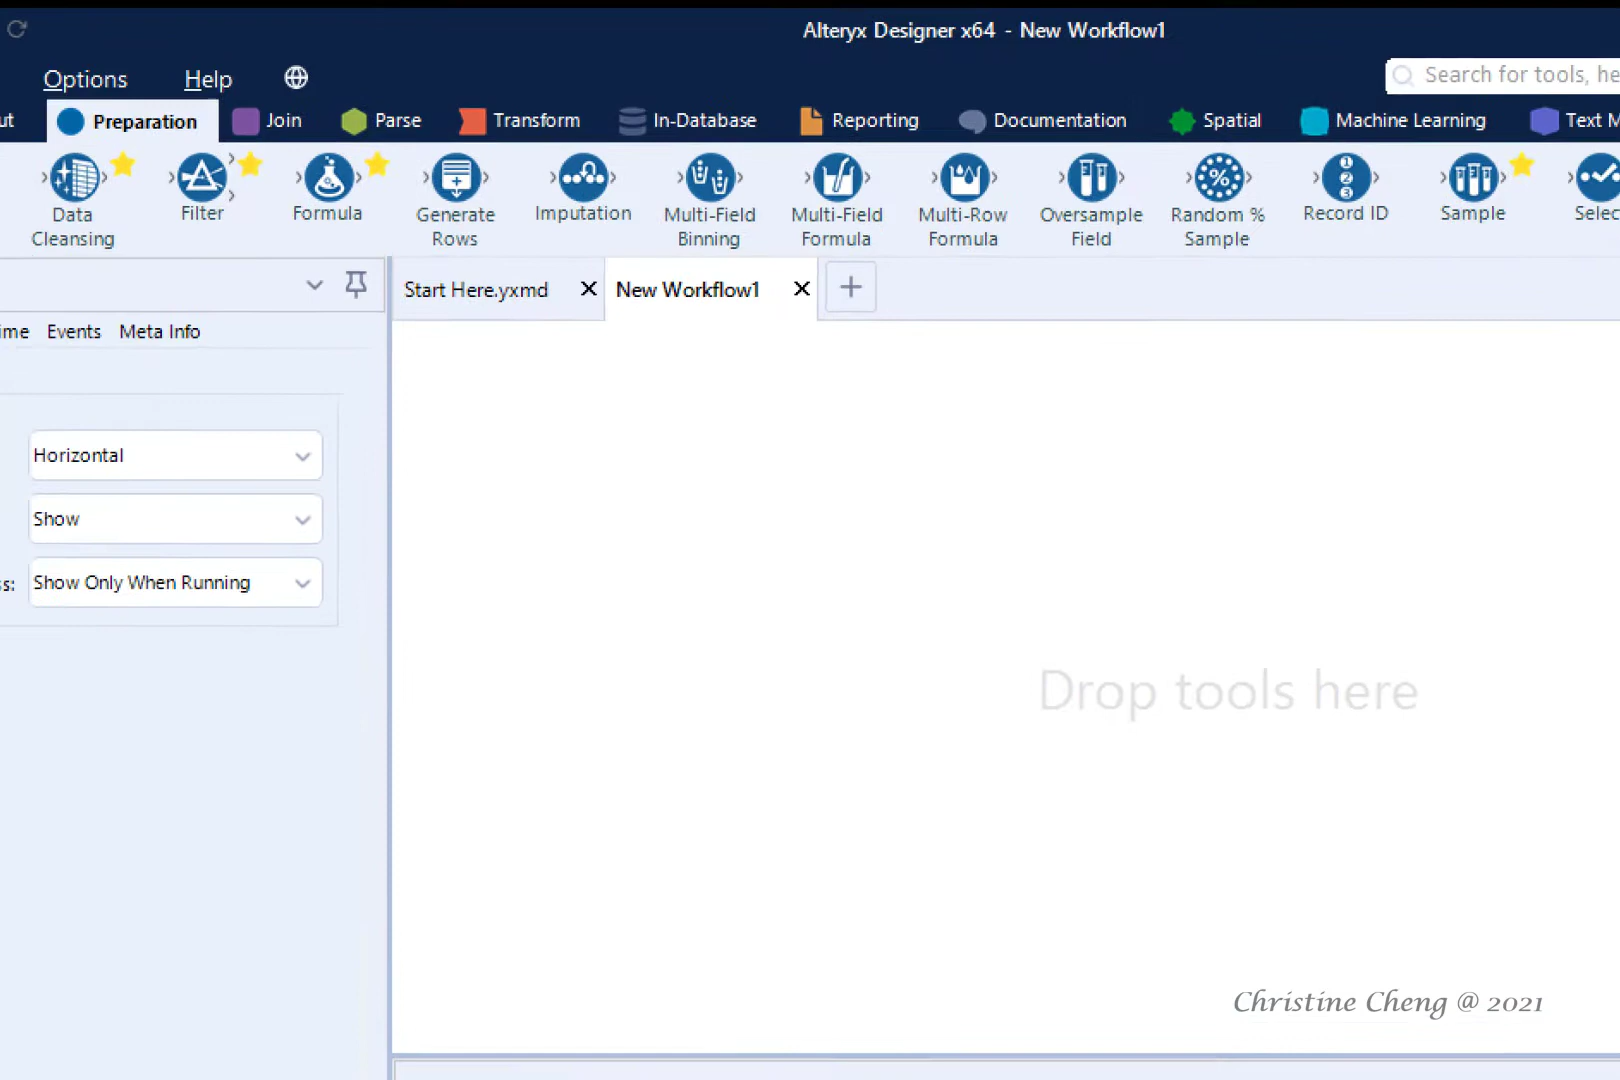 Alteryx Designer x64 - New Workflow1
Options Help
Search for tools, he
ut Preparation Join Parse Transform In-Database Reporting Documentation Spatial Machine Learning Text M
Data Cleansing Filter Formula Generate Rows Imputation Multi-Field Binning Multi-Field Formula Multi-Row Formula Oversample Field Random % Sample Record ID Sample Selec
Start Here.yxmd New Workflow1
ime Events Meta Info
Horizontal
Show
s: Show Only When Running
Drop tools here
Christine Cheng @ 2021